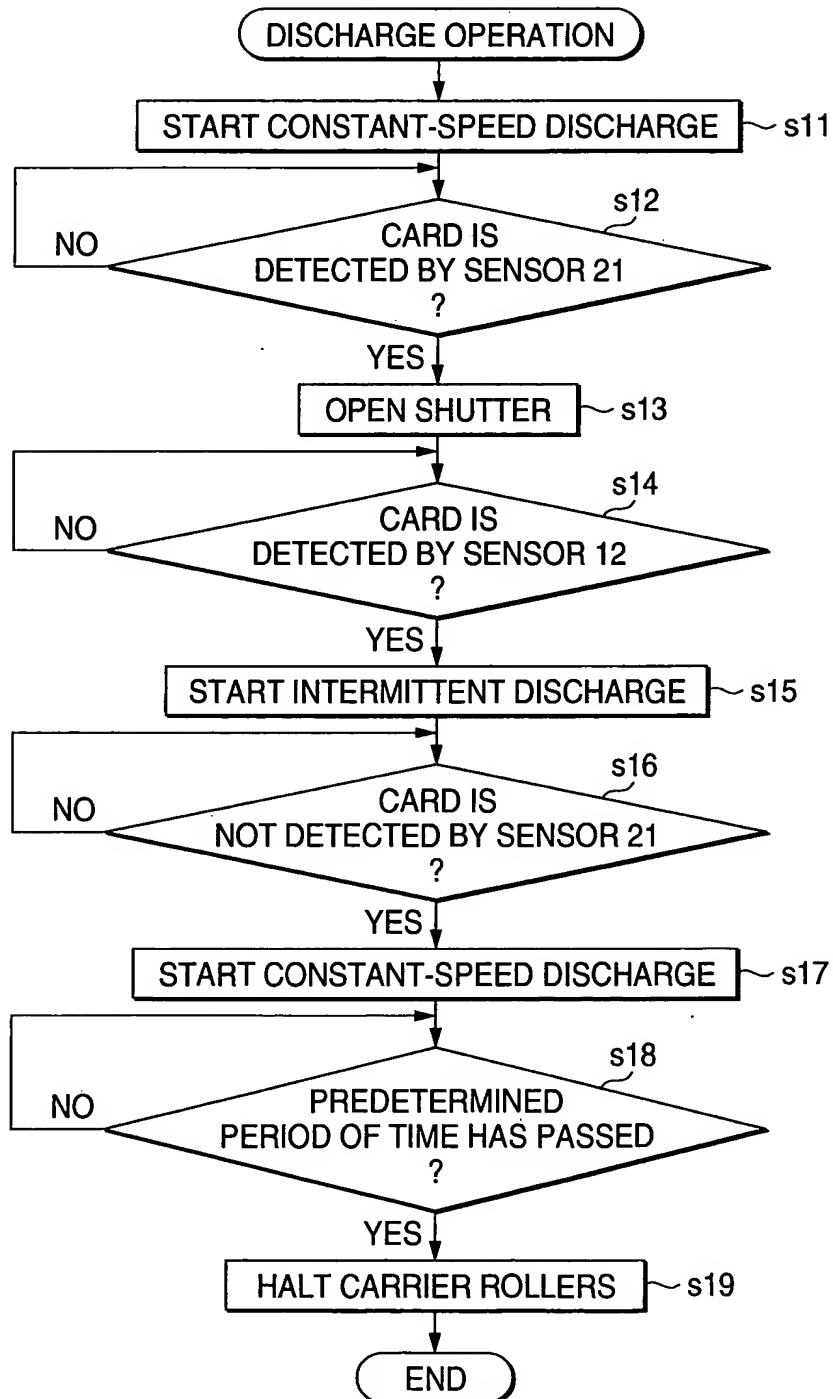 DISCHARGE OPERATION
START CONSTANT-SPEED DISCHARGE
s11
s12
CARD IS
DETECTED BY SENSOR 21
?
NO
YES
OPEN SHUTTER
s13
s14
CARD IS
DETECTED BY SENSOR 12
?
NO
YES
START INTERMITTENT DISCHARGE
s15
s16
CARD IS
NOT DETECTED BY SENSOR 21
?
NO
YES
START CONSTANT-SPEED DISCHARGE
s17
s18
PREDETERMINED
PERIOD OF TIME HAS PASSED
?
NO
YES
HALT CARRIER ROLLERS
s19
END